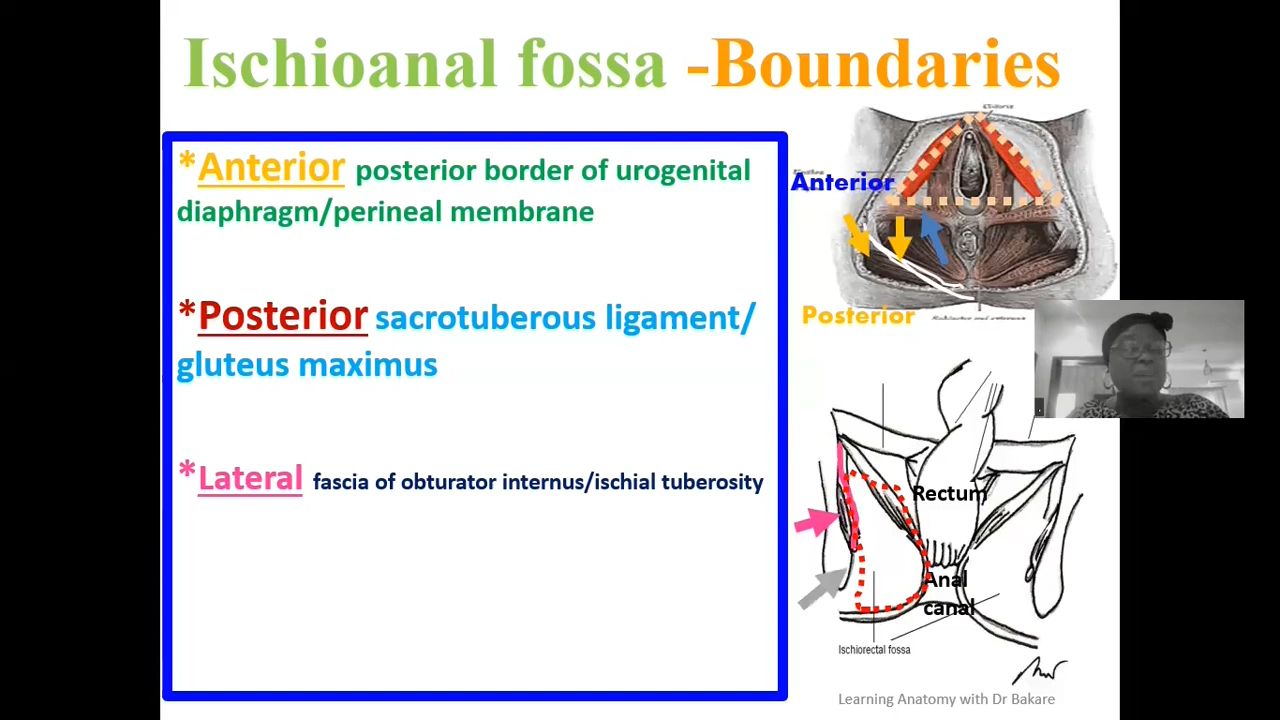 Ischioanal fossa -Boundaries
*Anterior posterior border of urogenital
diaphragm/perineal membrane
*Posterior sacrotuberous ligament/
gluteus maximus
*Lateral fascia of obturator internus/ischial tuberosity
Clitoris
Anterior
Posterior
Rectum
Anal
canal
Ischiorectal fossa
Learning Anatomy with Dr Bakare